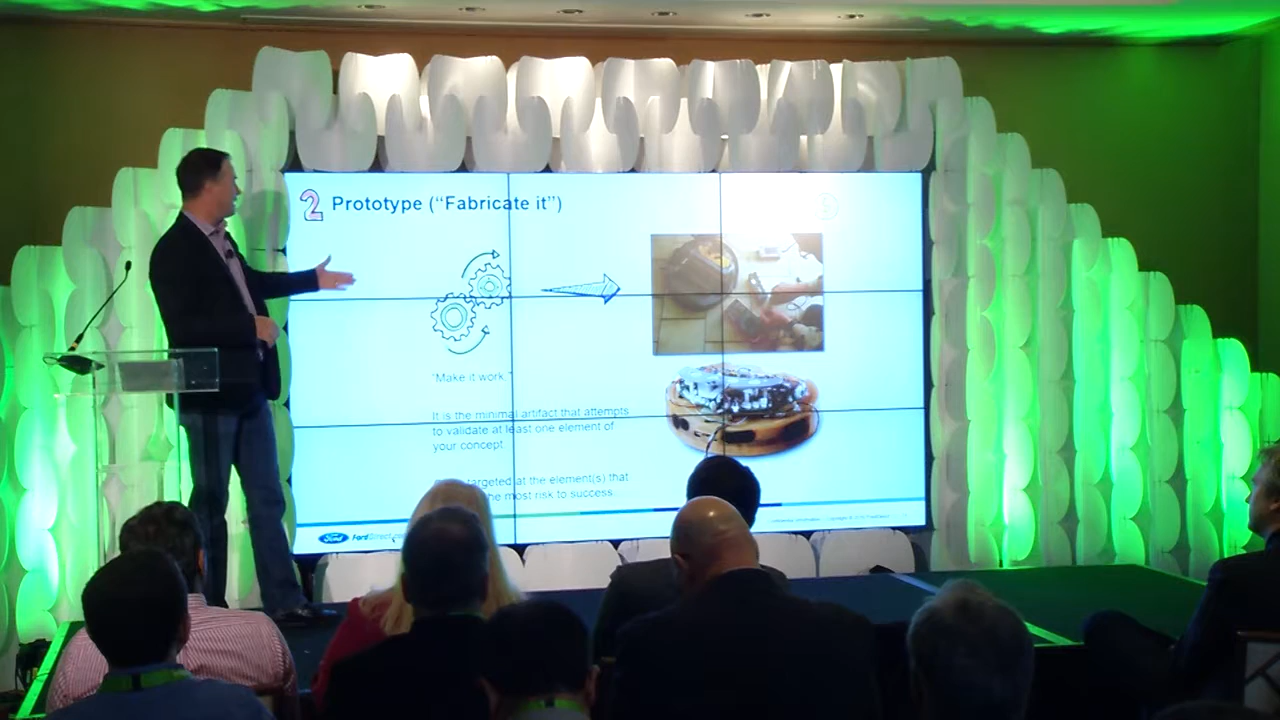 2 Prototype (“Fabricate it”)
"Make it work."
It is the minimal artifact that attempts
to validate at least one element of
your concept
targeted at the element(s) that
the most risk to success
Ford FordDirect